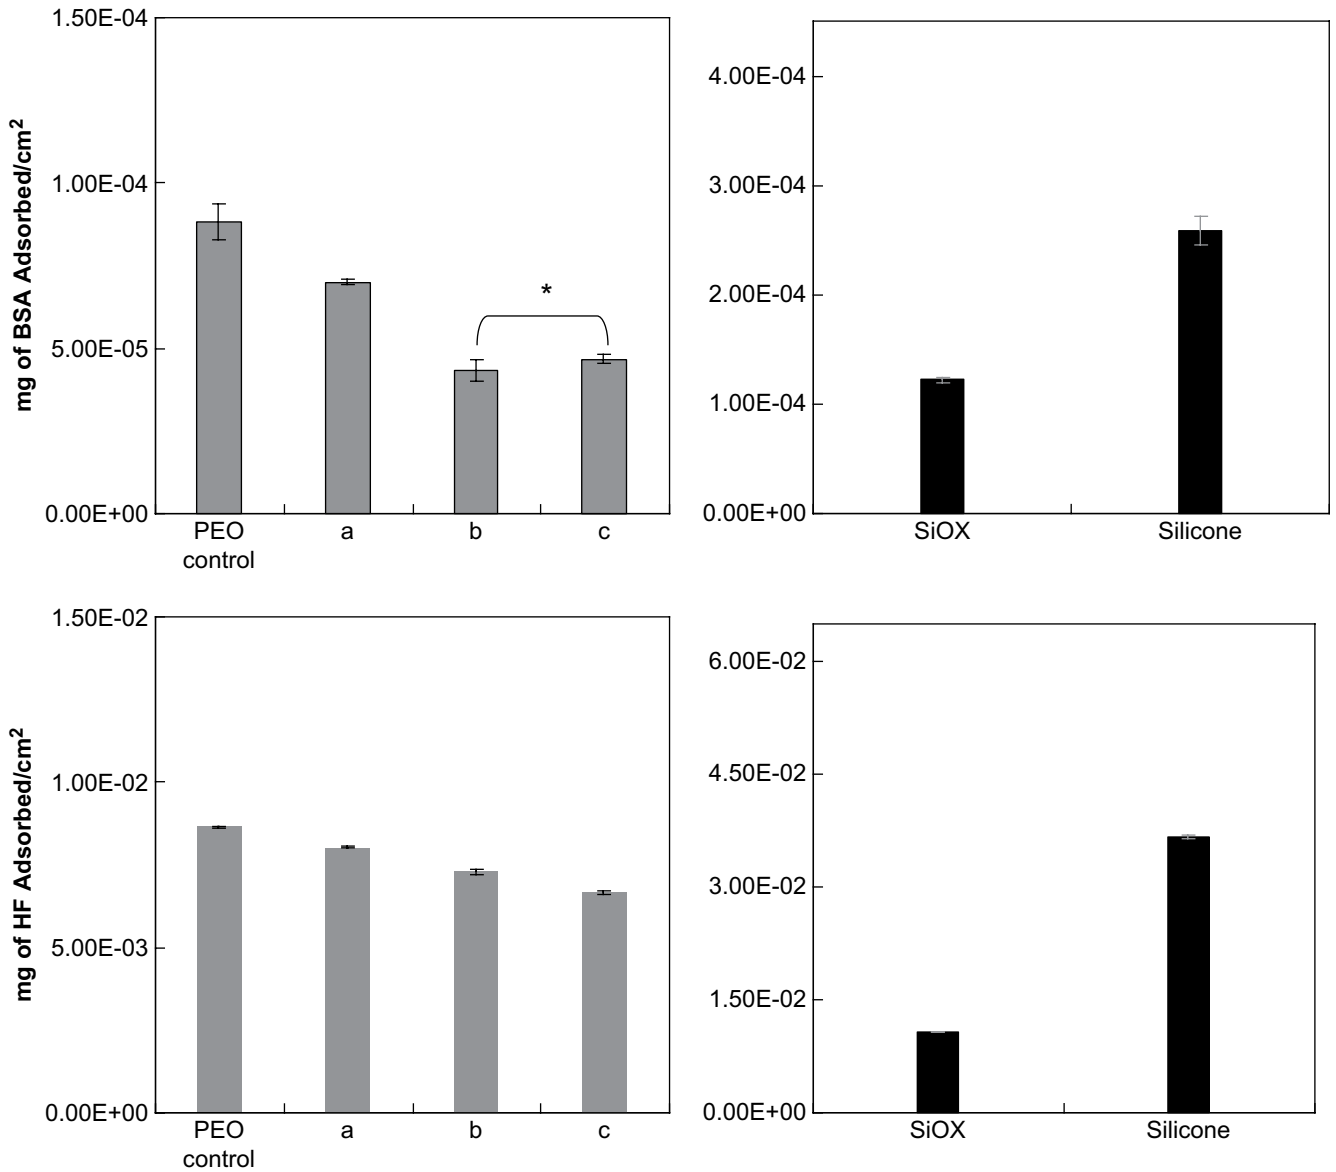 mg of BSA Adsorbed/cm²
1.50E-04
1.00E-04
5.00E-05
0.00E+00
*
PEO
control
a
b
c
4.00E-04
3.00E-04
2.00E-04
1.00E-04
0.00E+00
SiOX
Silicone
mg of HF Adsorbed/cm²
1.50E-02
1.00E-02
5.00E-03
0.00E+00
PEO
control
a
b
c
6.00E-02
4.50E-02
3.00E-02
1.50E-02
0.00E+00
SiOX
Silicone